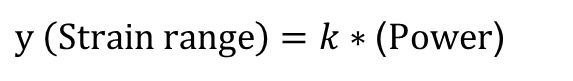 y (Strain range) = k * (Power)